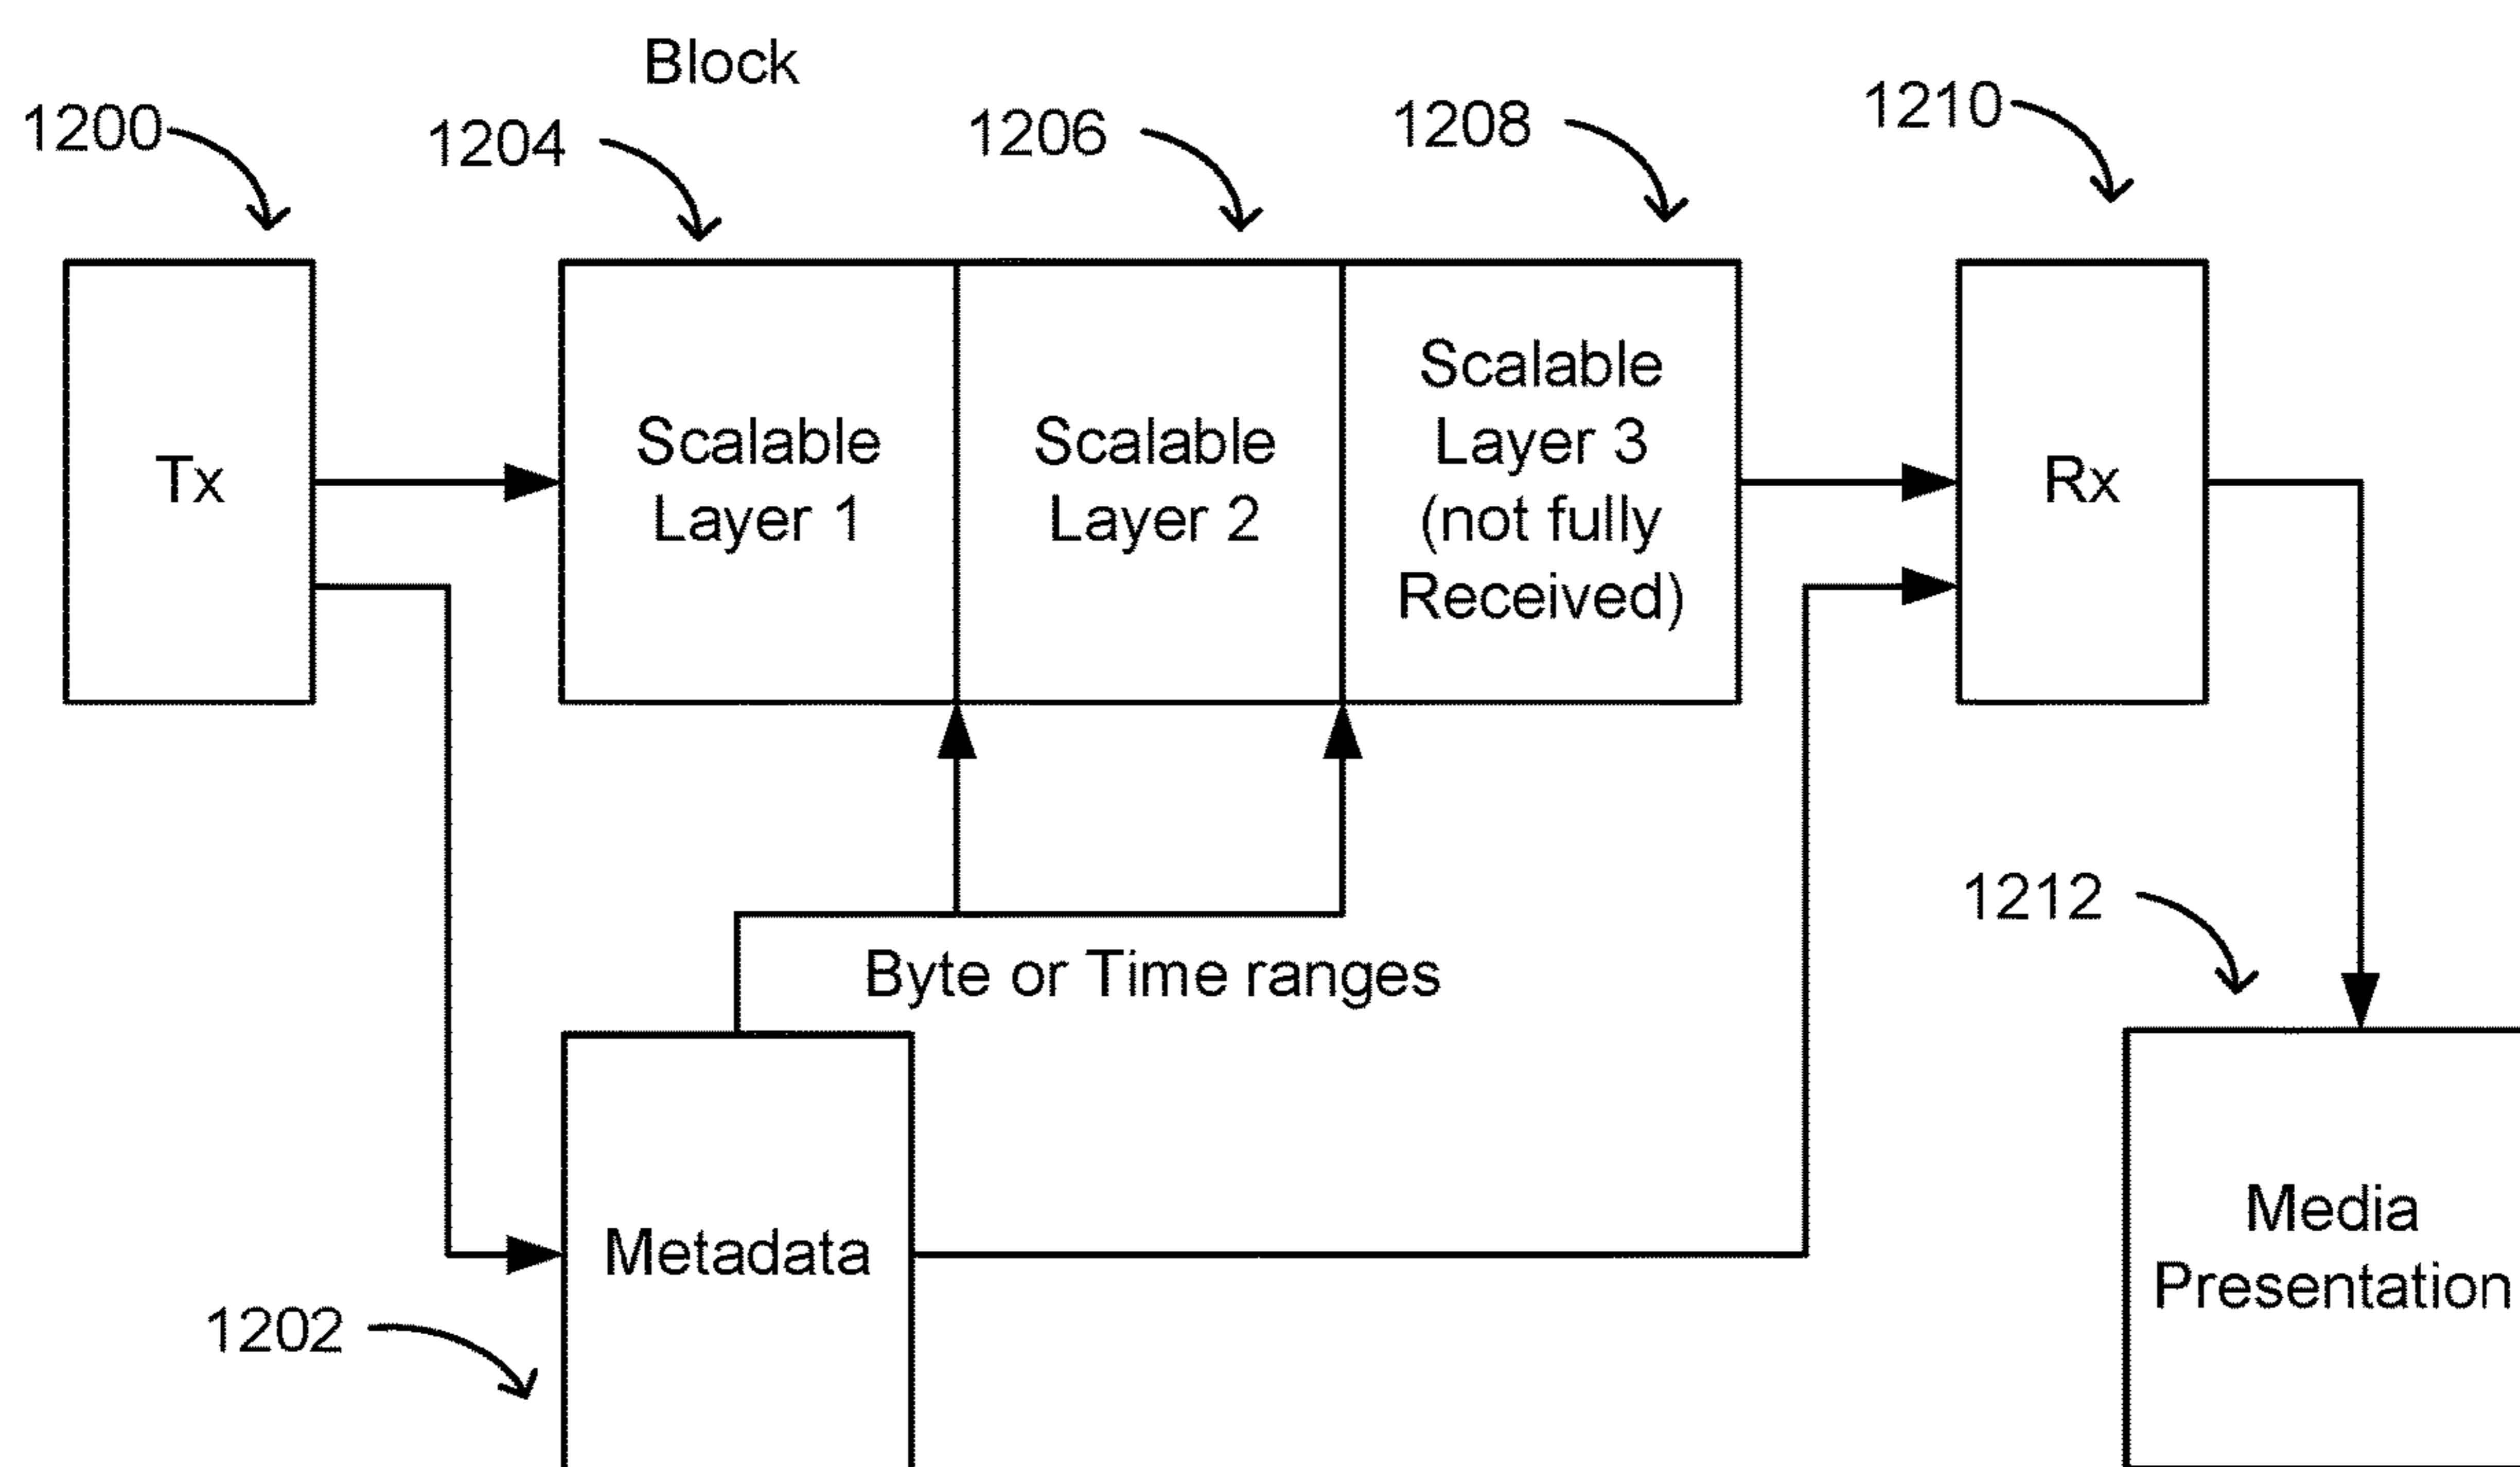 Block
1200
1204
1206
1208
1210
Tx
Scalable
Layer 1
Scalable
Layer 2
Scalable
Layer 3
(not fully
Received)
Rx
1212
Byte or Time ranges
Metadata
1202
Media
Presentation